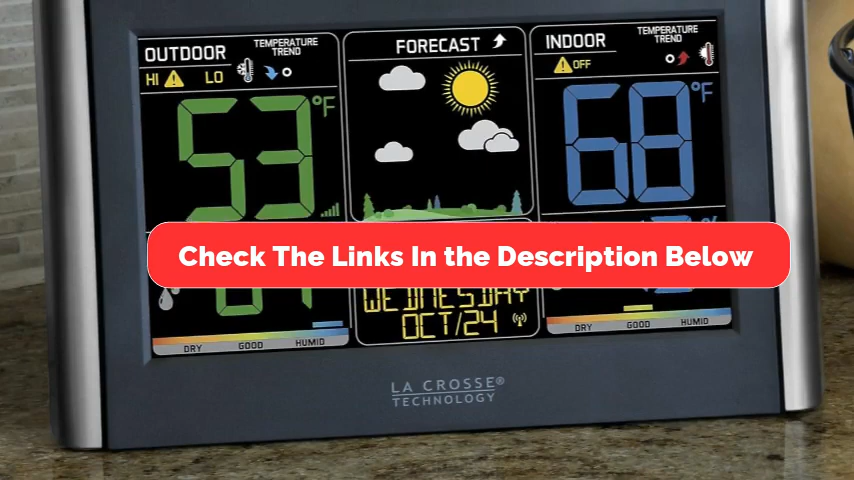 OUTDOOR
TEMPERATURE
TREND
HI LO
53 °F
FORECAST
INDOOR
TEMPERATURE
TREND
OFF
68 °F
Check The Links In the Description Below
WEDNESDAY
OCT/24
DRY GOOD HUMID
DRY GOOD HUMID
LA CROSSE®
TECHNOLOGY